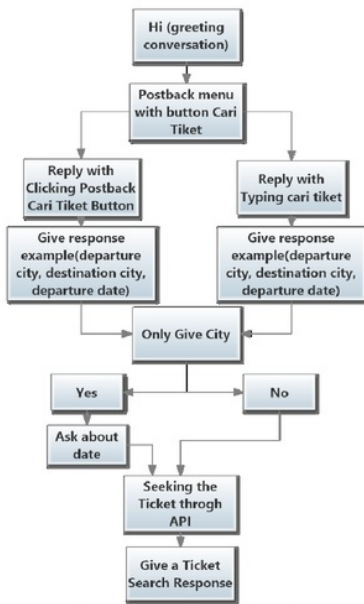 Hi (greeting
conversation)
Postback menu
with button Cari
Tiket
Reply with
Clicking Postback
Cari Tiket Button
Reply with
Typing cari tiket
Give response
example(departure
city, destination city,
departure date)
Give response
example(departure
city, destination city,
departure date)
Only Give City
Yes
No
Ask about
date
Seeking the
Ticket throgh
API
Give a Ticket
Search Response